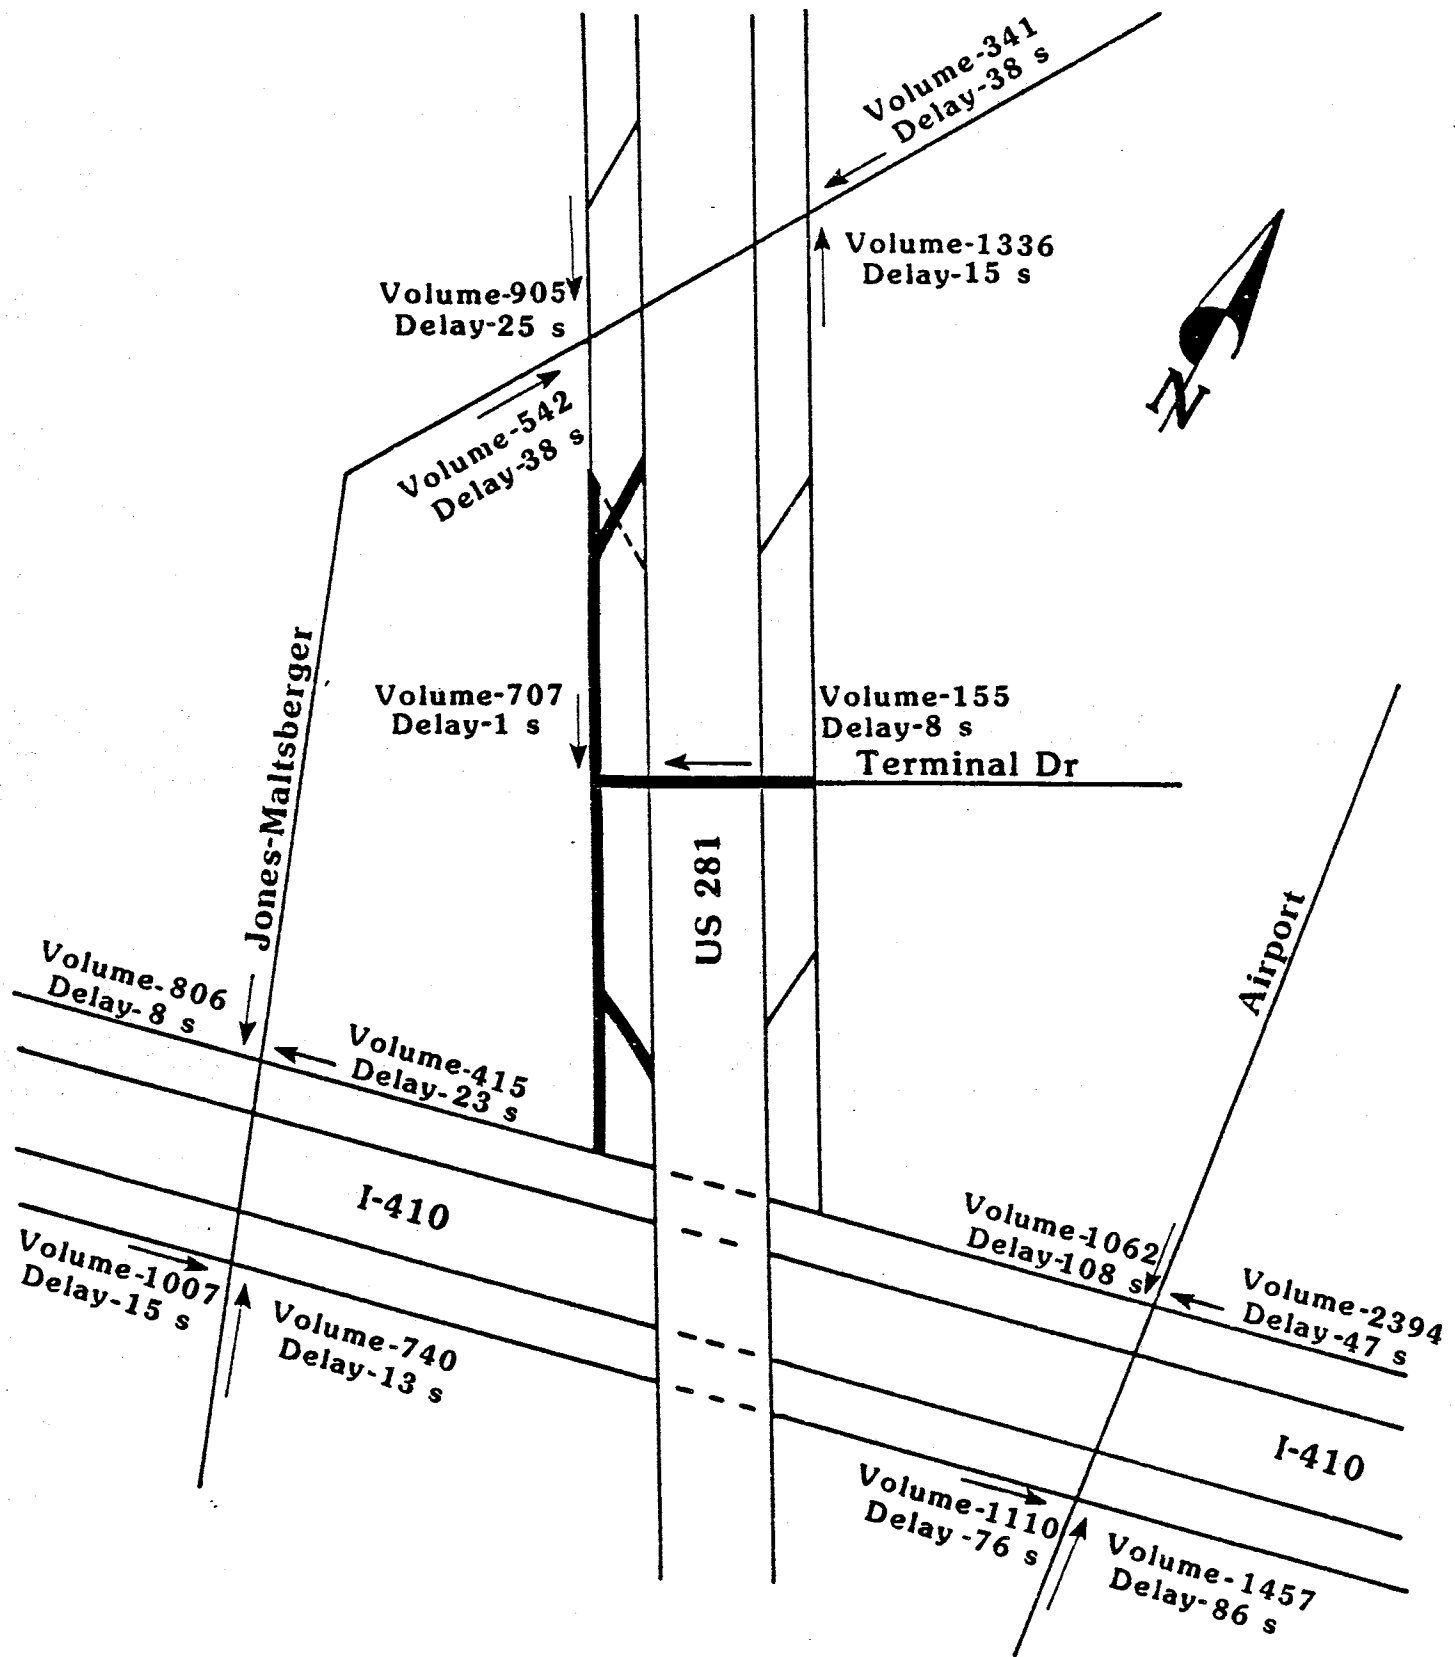 Volume-341
Delay-38 s
Volume-1336
Delay-15 s
Volume-905
Delay-25 s
N
Volume-542
Delay-38 s
Jones-Maltsberger
Volume-707
Delay-1 s
Volume-155
Delay-8 s
Terminal Dr
US 281
Airport
Volume-806
Delay-8 s
Volume-415
Delay-23 s
I-410
Volume-1062
Delay-108 s
Volume-2394
Delay-47 s
Volume-1007
Delay-15 s
Volume-740
Delay-13 s
I-410
Volume-1110
Delay-76 s
Volume-1457
Delay-86 s